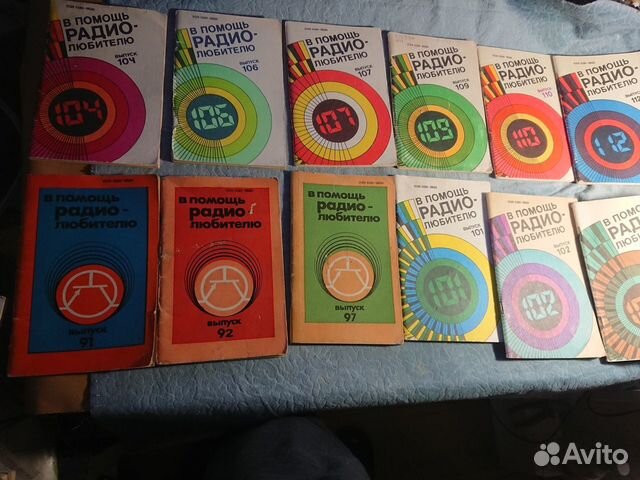 В ПОМОЩЬ
РАДИО-
ЛЮБИТЕЛЮ
ВЫПУСК
104
104
В ПОМОЩЬ
РАДИО-
ЛЮБИТЕЛЮ
ВЫПУСК
106
106
В ПОМОЩЬ
РАДИО-
ЛЮБИТЕЛЮ
ВЫПУСК
107
107
В ПОМОЩЬ
РАДИО-
ЛЮБИТЕЛЮ
ВЫПУСК
109
109
В ПОМОЩЬ
РАДИО-
ЛЮБИТЕЛЮ
ВЫПУСК
110
110
В ПОМОЩЬ
РАДИО-
ЛЮБИТЕЛЮ
112
В ПОМОЩЬ
РАДИО-
ЛЮБИТЕЛЮ
ВЫПУСК
91
В ПОМОЩЬ
РАДИО
ЛЮБИТЕЛЮ
ВЫПУСК
92
В ПОМОЩЬ
РАДИО-
ЛЮБИТЕЛЮ
ВЫПУСК
97
В ПОМОЩЬ
РАДИО-
ЛЮБИТЕЛЮ
ВЫПУСК
101
101
В ПОМОЩЬ
РАДИО-
ЛЮБИТЕЛЮ
ВЫПУСК
102
102
В ПОМОЩЬ
РАДИО-
ЛЮБИТЕЛЮ
Avito